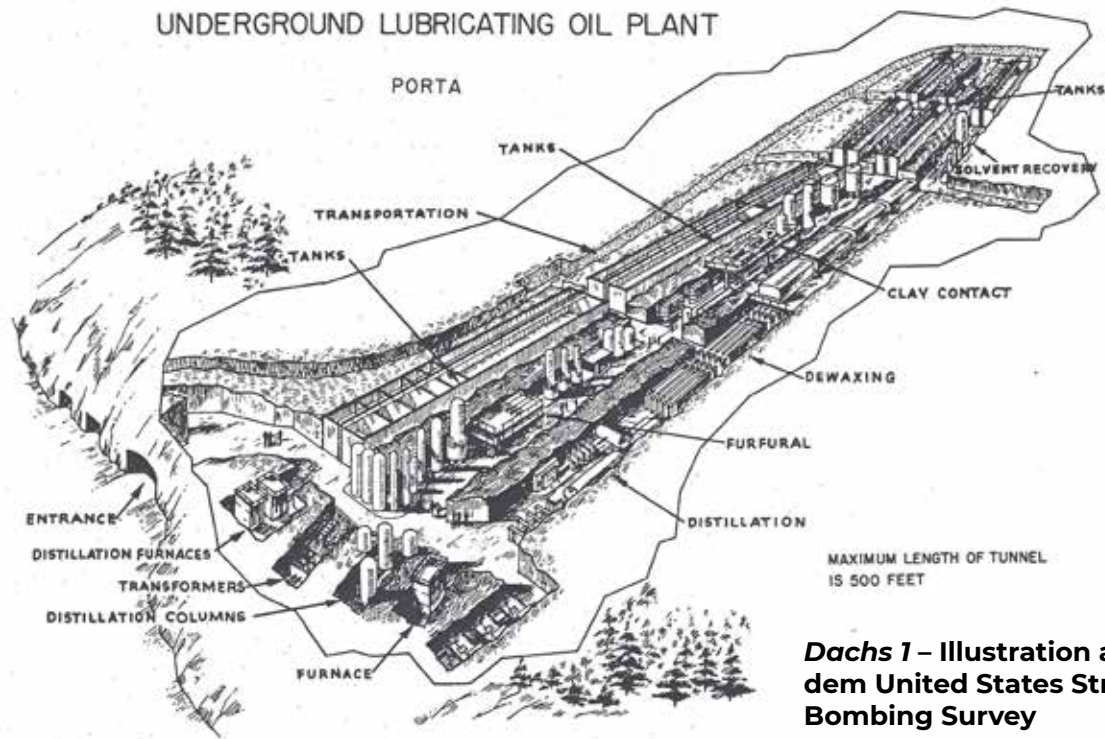 UNDERGROUND LUBRICATING OIL PLANT
PORTA
TANKS
TANKS
SOLVENT RECOVERY
TRANSPORTATION
TANKS
CLAY CONTACT
DEWAXING
FURFURAL
ENTRANCE
DISTILLATION
DISTILLATION FURNACES
MAXIMUM LENGTH OF TUNNEL
IS 500 FEET
TRANSFORMERS
DISTILLATION COLUMNS
FURNACE
Dachs 1 – Illustration a
dem United States Str
Bombing Survey